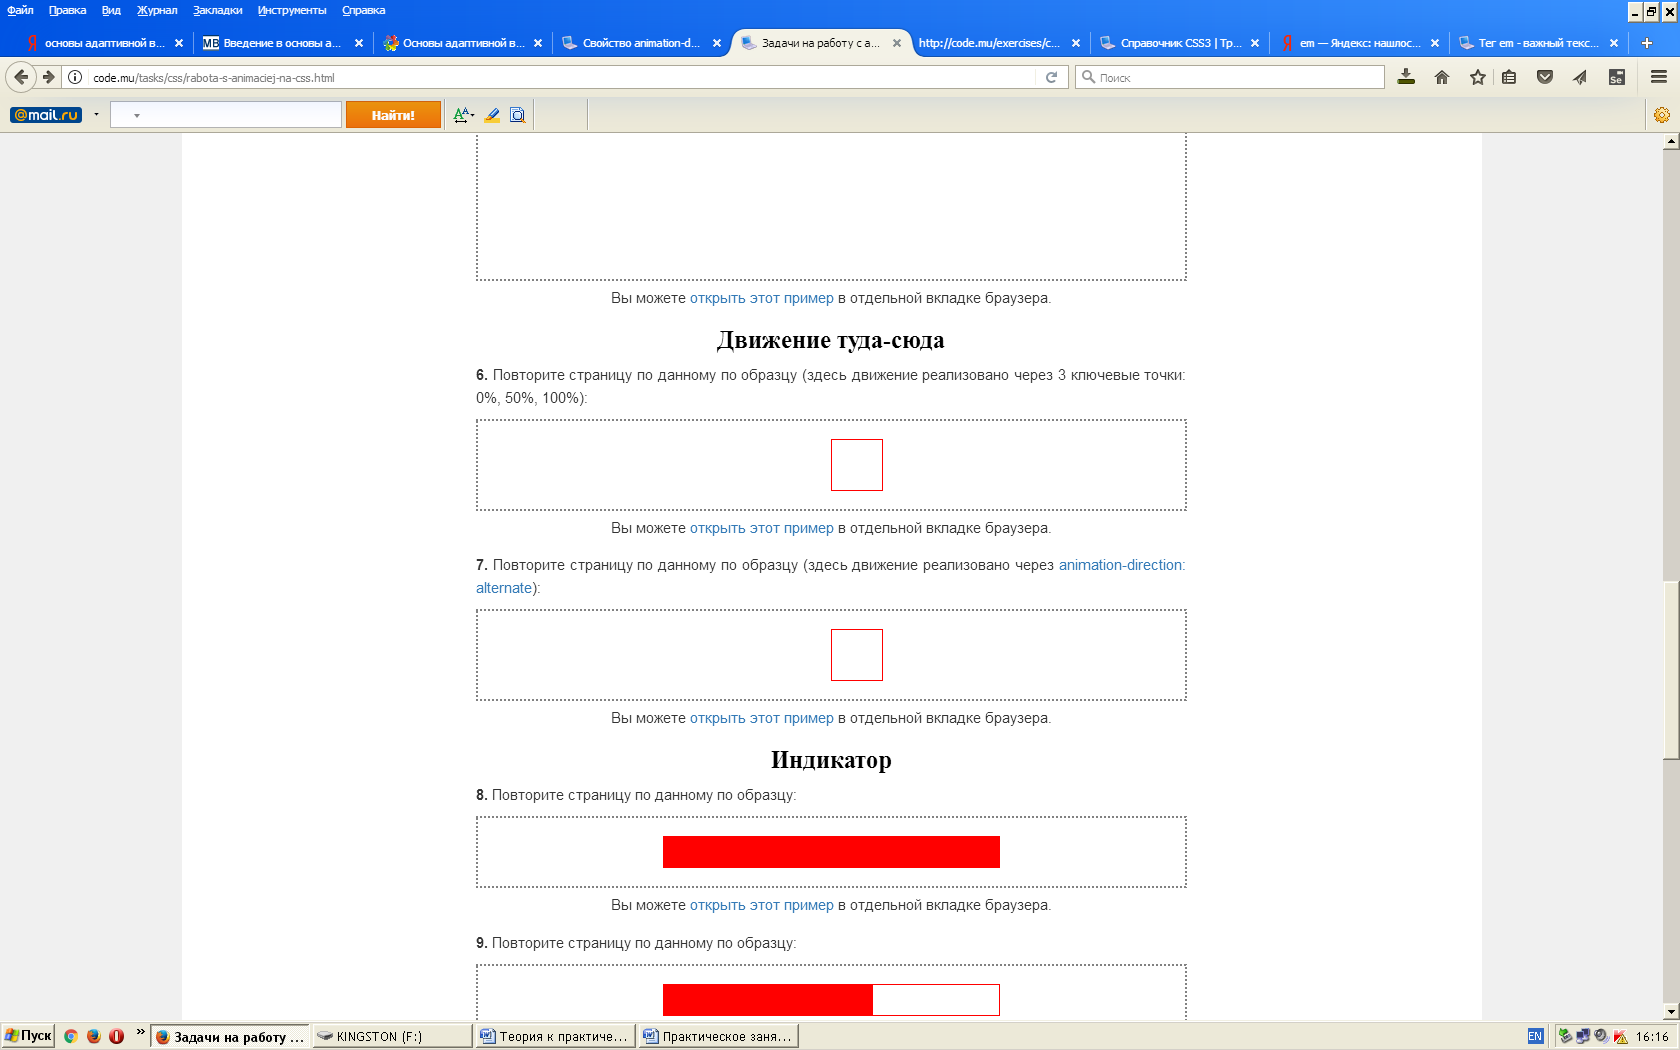 Файл Правка Вид Журнал Закладки Инструменты Справка
основы адаптивной в... Введение в основы а... Основы адаптивной в... Свойство animation-d... Задачи на работу с а... http://code.mu/exercises/c... Справочник CSS3 | Тр... em — Яндекс: нашлос... Тег em - важный текс...
code.mu/tasks/css/rabota-s-animaciej-na-css.html Поиск
@mail.ru Найти!
Вы можете открыть этот пример в отдельной вкладке браузера.
Движение туда-сюда
6. Повторите страницу по данному по образцу (здесь движение реализовано через 3 ключевые точки:
0%, 50%, 100%):
Вы можете открыть этот пример в отдельной вкладке браузера.
7. Повторите страницу по данному по образцу (здесь движение реализовано через animation-direction:
alternate):
Вы можете открыть этот пример в отдельной вкладке браузера.
Индикатор
8. Повторите страницу по данному по образцу:
Вы можете открыть этот пример в отдельной вкладке браузера.
9. Повторите страницу по данному по образцу:
Пуск » Задачи на работу ... KINGSTON (F:) Теория к практиче... Практическое заня... EN 16:16